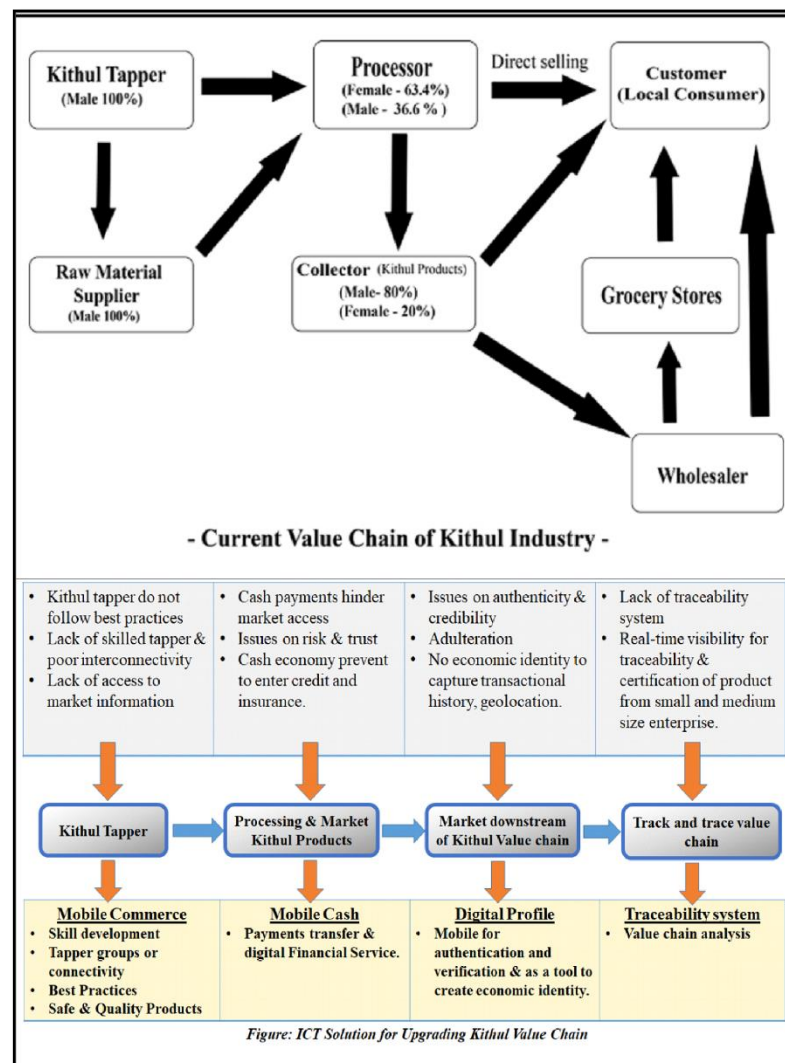 Kithul Tapper
(Male 100%)
Processor
(Female - 63.4%)
(Male - 36.6 % )
Direct selling
Customer
(Local Consumer)
Raw Material
Supplier
(Male 100%)
Collector (Kithul Products)
(Male- 80%)
(Female - 20%)
Grocery Stores
Wholesaler
- Current Value Chain of Kithul Industry -
• Kithul tapper do not
follow best practices
• Lack of skilled tapper &
poor interconnectivity
• Lack of access to
market information
• Cash payments hinder
market access
• Issues on risk & trust
• Cash economy prevent
to enter credit and
insurance.
• Issues on authenticity &
credibility
• Adulteration
• No economic identity to
capture transactional
history, geolocation.
• Lack of traceability
system
• Real-time visibility for
traceability &
certification of product
from small and medium
size enterprise.
Kithul Tapper
Processing & Market
Kithul Products
Market downstream
of Kithul Value chain
Track and trace value
chain
Mobile Commerce
• Skill development
• Tapper groups or
connectivity
• Best Practices
• Safe & Quality Products
Mobile Cash
• Payments transfer &
digital Financial Service.
Digital Profile
• Mobile for
authentication and
verification & as a tool to
create economic identity.
Traceability system
• Value chain analysis
Figure: ICT Solution for Upgrading Kithul Value Chain